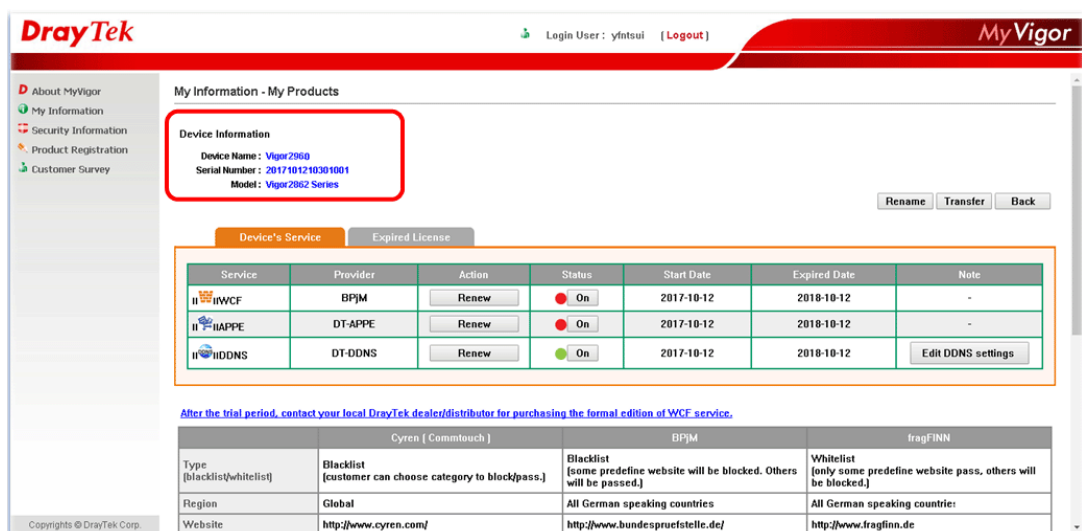 DrayTek
Login User : yfntsui [Logout]
MyVigor
About MyVigor
My Information
Security Information
Product Registration
Customer Survey
My Information - My Products
Device Information
Device Name : Vigor2960
Serial Number : 2017101210301001
Model : Vigor2862 Series
Rename Transfer Back
Device's Service Expired License
Service Provider Action Status Start Date Expired Date Note
WCF BPjM Renew On 2017-10-12 2018-10-12 -
APPE DT-APPE Renew On 2017-10-12 2018-10-12 -
DDNS DT-DDNS Renew On 2017-10-12 2018-10-12 Edit DDNS settings
After the trial period, contact your local DrayTek dealer/distributor for purchasing the formal edition of WCF service.
Cyren [ Commtouch ] BPjM fragFINN
Type
[blacklist/whitelist]
Blacklist
[customer can choose category to block/pass.]
Blacklist
[some predefine website will be blocked. Others
will be passed.]
Whitelist
[only some predefine website pass, others will
be blocked.]
Region Global All German speaking countries All German speaking countries
Website http://www.cyren.com/ http://www.bundespruefstelle.de/ http://www.fragfinn.de
Copyrights © DrayTek Corp.